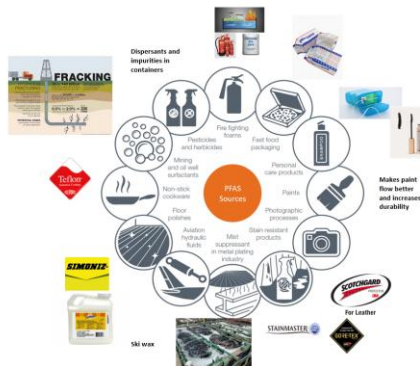 Dispersants and
impurities in
containers
FRACKING
Pesticides and
herbicides
Fire fighting
foams
Fast food
packaging
Mining
and oil well
surfactants
Personal
care products
Teflon
Non-stick
cookware
PFAS
Sources
Paints
Makes paint
flow better
and increases
durability
Floor
polishes
Photographic
processes
Aviation
hydraulic
fluids
Mist
suppressant
in metal plating
industry
Stain-resistant
products
SIMONIZ
SCOTCHGARD
For Leather
STAINMASTER
GORE-TEX
Ski wax